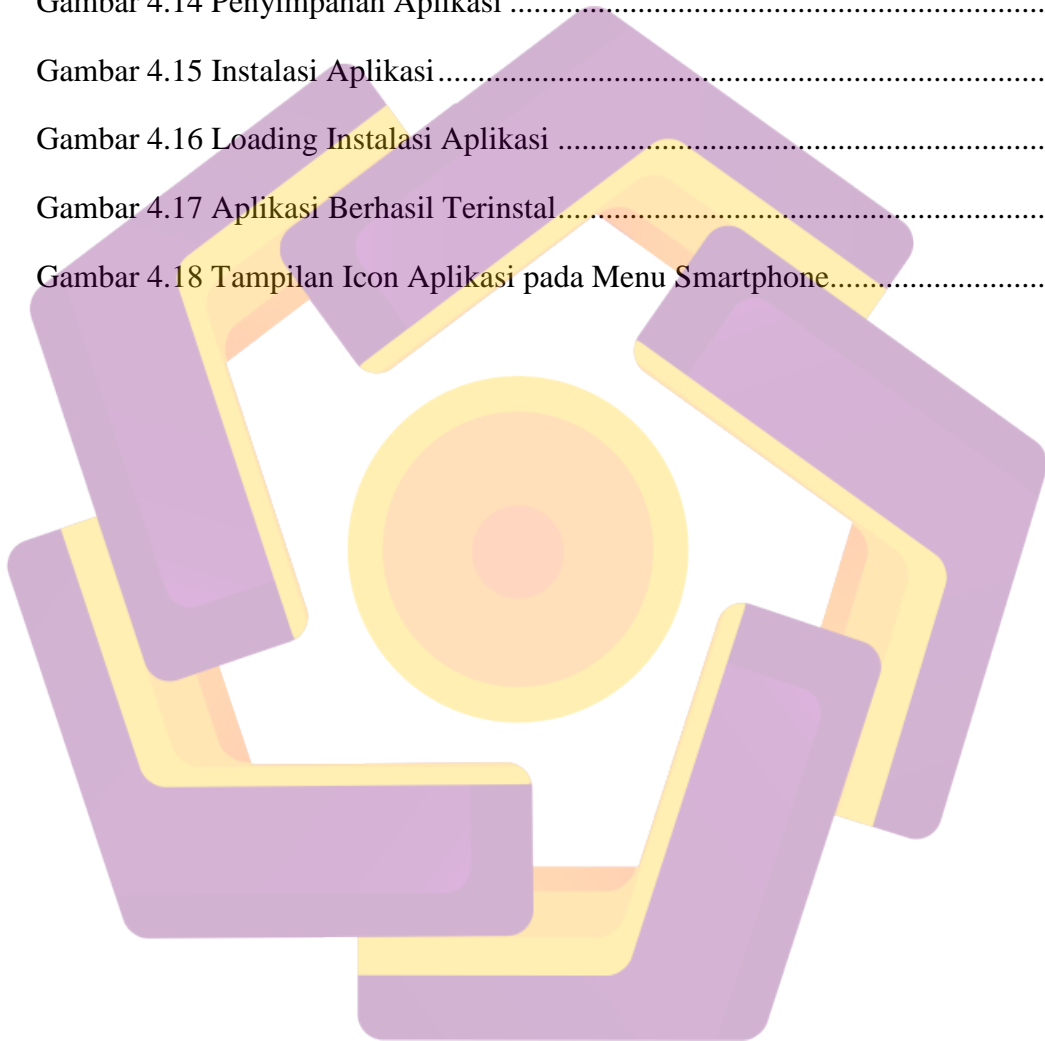 Gambar 4.14 Penyimpanan Aplikasi ........................................................
Gambar 4.15 Instalasi Aplikasi................................................................
Gambar 4.16 Loading Instalasi Aplikasi ...................................................
Gambar 4.17 Aplikasi Berhasil Terinstal...................................................
Gambar 4.18 Tampilan Icon Aplikasi pada Menu Smartphone......................